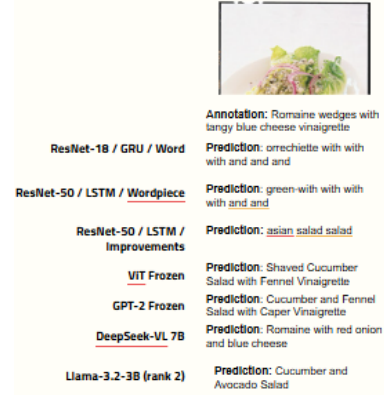 Annotation: Romaine wedges with
tangy blue cheese vinaigrette
ResNet-18 / GRU / Word
Prediction: orrechiette with with
with and and and
ResNet-50 / LSTM / Wordpiece
Prediction: green-with with with
with and and
ResNet-50 / LSTM /
Improvements
Prediction: asian salad salad
ViT Frozen
Prediction: Shaved Cucumber
Salad with Fennel Vinaigrette
GPT-2 Frozen
Prediction: Cucumber and Fennel
Salad with Caper Vinaigrette
DeepSeek-VL 7B
Prediction: Romaine with red onion
and blue cheese
Llama-3.2-3B (rank 2)
Prediction: Cucumber and
Avocado Salad